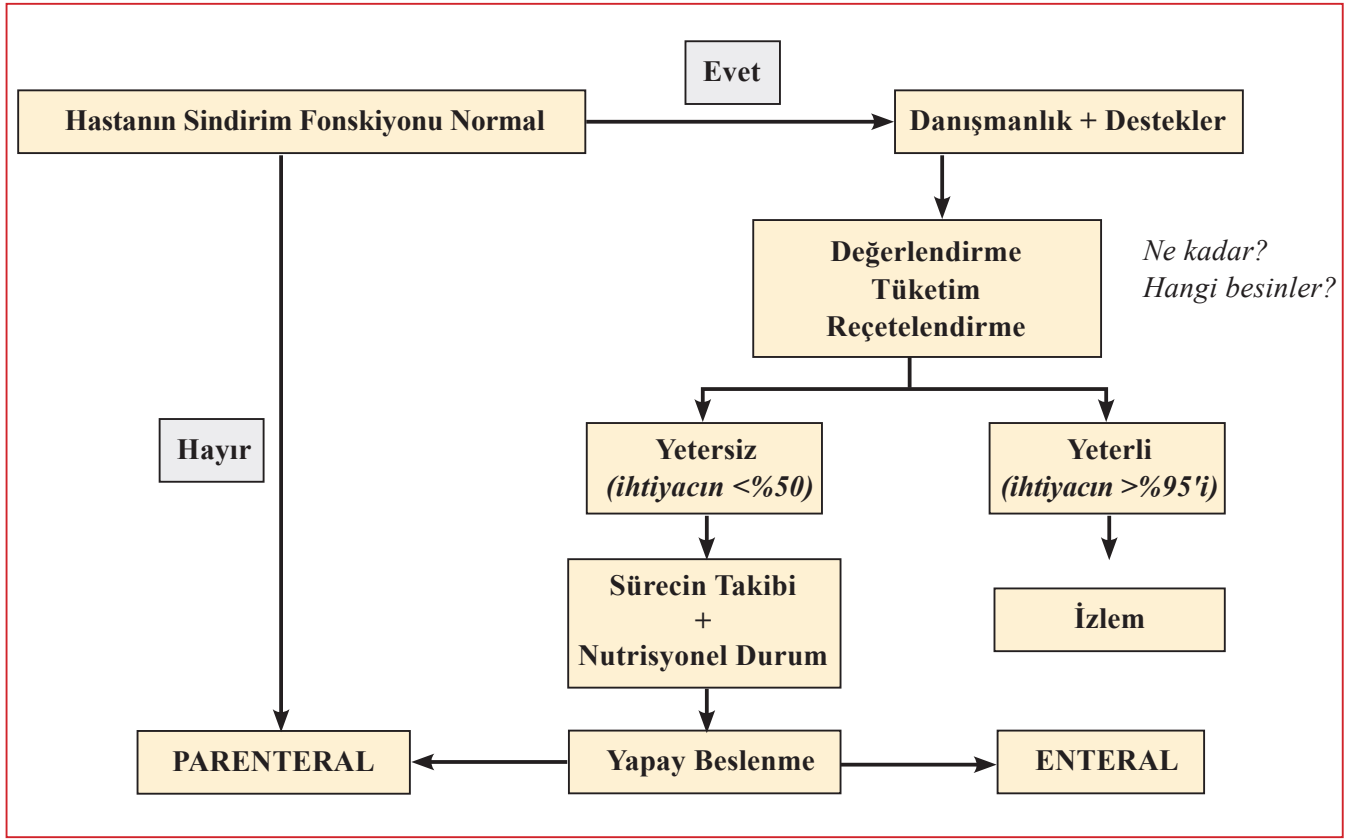 Evet
Hastanın Sindirim Fonskiyonu Normal
Danışmanlık + Destekler
Değerlendirme
Tüketim
Reçetelendirme
Ne kadar?
Hangi besinler?
Hayır
Yetersiz
(ihtiyacın <%50)
Yeterli
(ihtiyacın >%95'i)
Sürecin Takibi
+
Nutrisyonel Durum
İzlem
PARENTERAL
Yapay Beslenme
ENTERAL